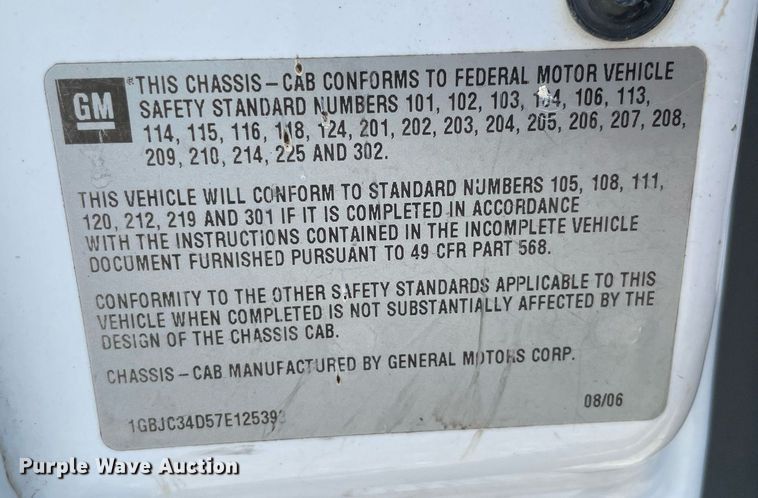 GM
®THIS CHASSIS-CAB CONFORMS TO FEDERAL MOTOR VEHICLE
SAFETY STANDARD NUMBERS 101, 102, 103, 104, 106, 113,
114, 115, 116, 118, 124, 201, 202, 203, 204, 205, 206, 207, 208,
209, 210, 214, 225 AND 302.
THIS VEHICLE WILL CONFORM TO STANDARD NUMBERS 105, 108, 111,
120, 212, 219 AND 301 IF IT IS COMPLETED IN ACCORDANCE
WITH THE INSTRUCTIONS CONTAINED IN THE INCOMPLETE VEHICLE
DOCUMENT FURNISHED PURSUANT TO 49 CFR PART 568.
CONFORMITY TO THE OTHER SAFETY STANDARDS APPLICABLE TO THIS
VEHICLE WHEN COMPLETED IS NOT SUBSTANTIALLY AFFECTED BY THE
DESIGN OF THE CHASSIS CAB.
CHASSIS-CAB MANUFACTURED BY GENERAL MOTORS CORP.
1GBJC34D57E125393
08/06
Purple Wave Auction